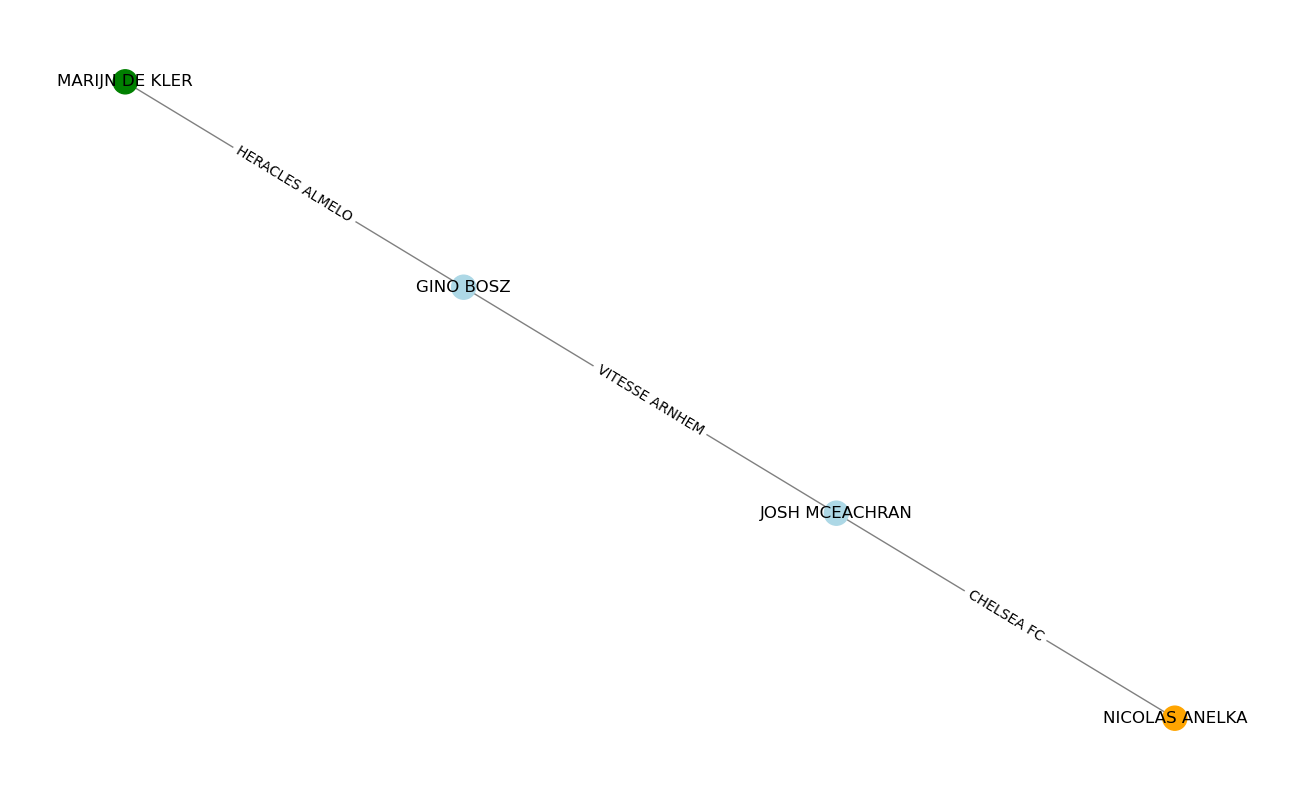 MARIJN DE KLER
HERACLES ALMELO
GINO BOSZ
VITESSE ARNHEM
JOSH MCEACHRAN
CHELSEA FC
NICOLAS ANELKA